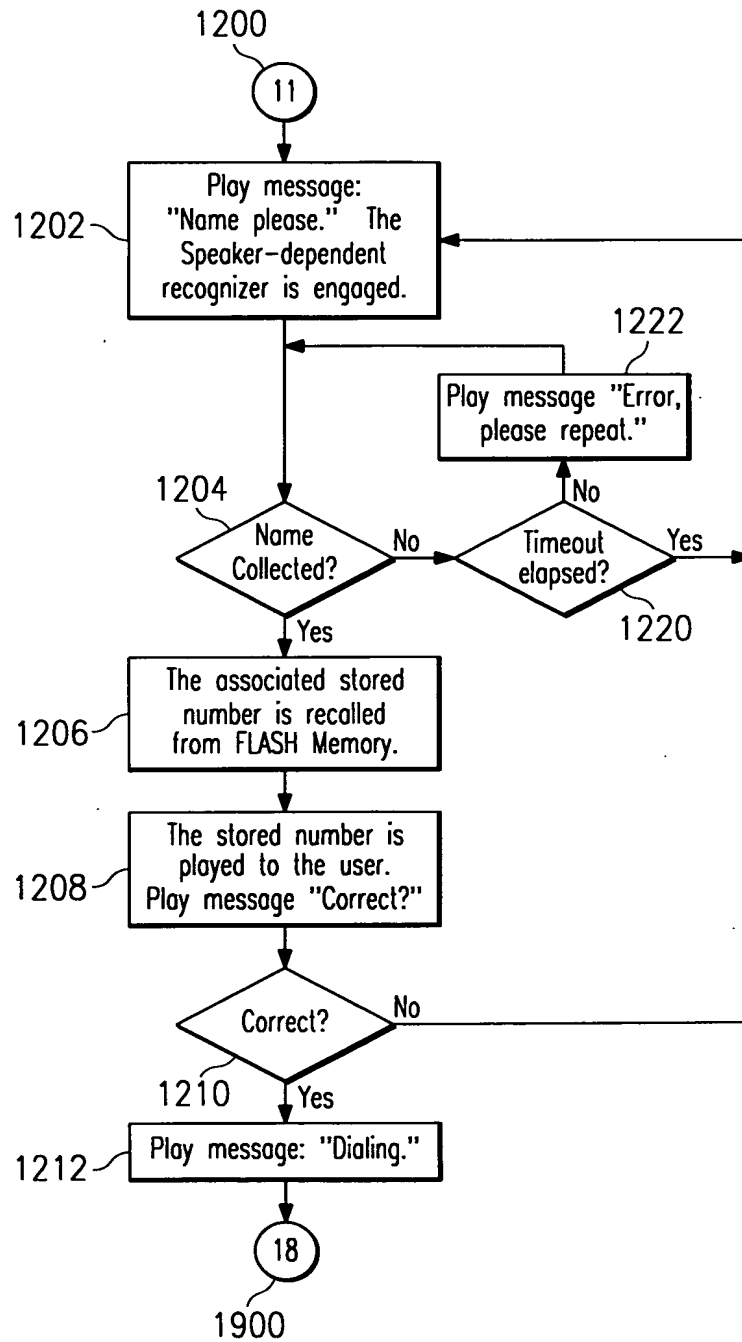 1200
11
Play message:
"Name please." The
Speaker-dependent
recognizer is engaged.
1202
1222
Play message "Error,
please repeat."
1204
Name
Collected?
No
No
Timeout
elapsed?
Yes
1220
Yes
The associated stored
number is recalled
from FLASH Memory.
1206
The stored number is
played to the user.
Play message "Correct?"
1208
Correct?
No
1210
Yes
Play message: "Dialing."
1212
18
1900